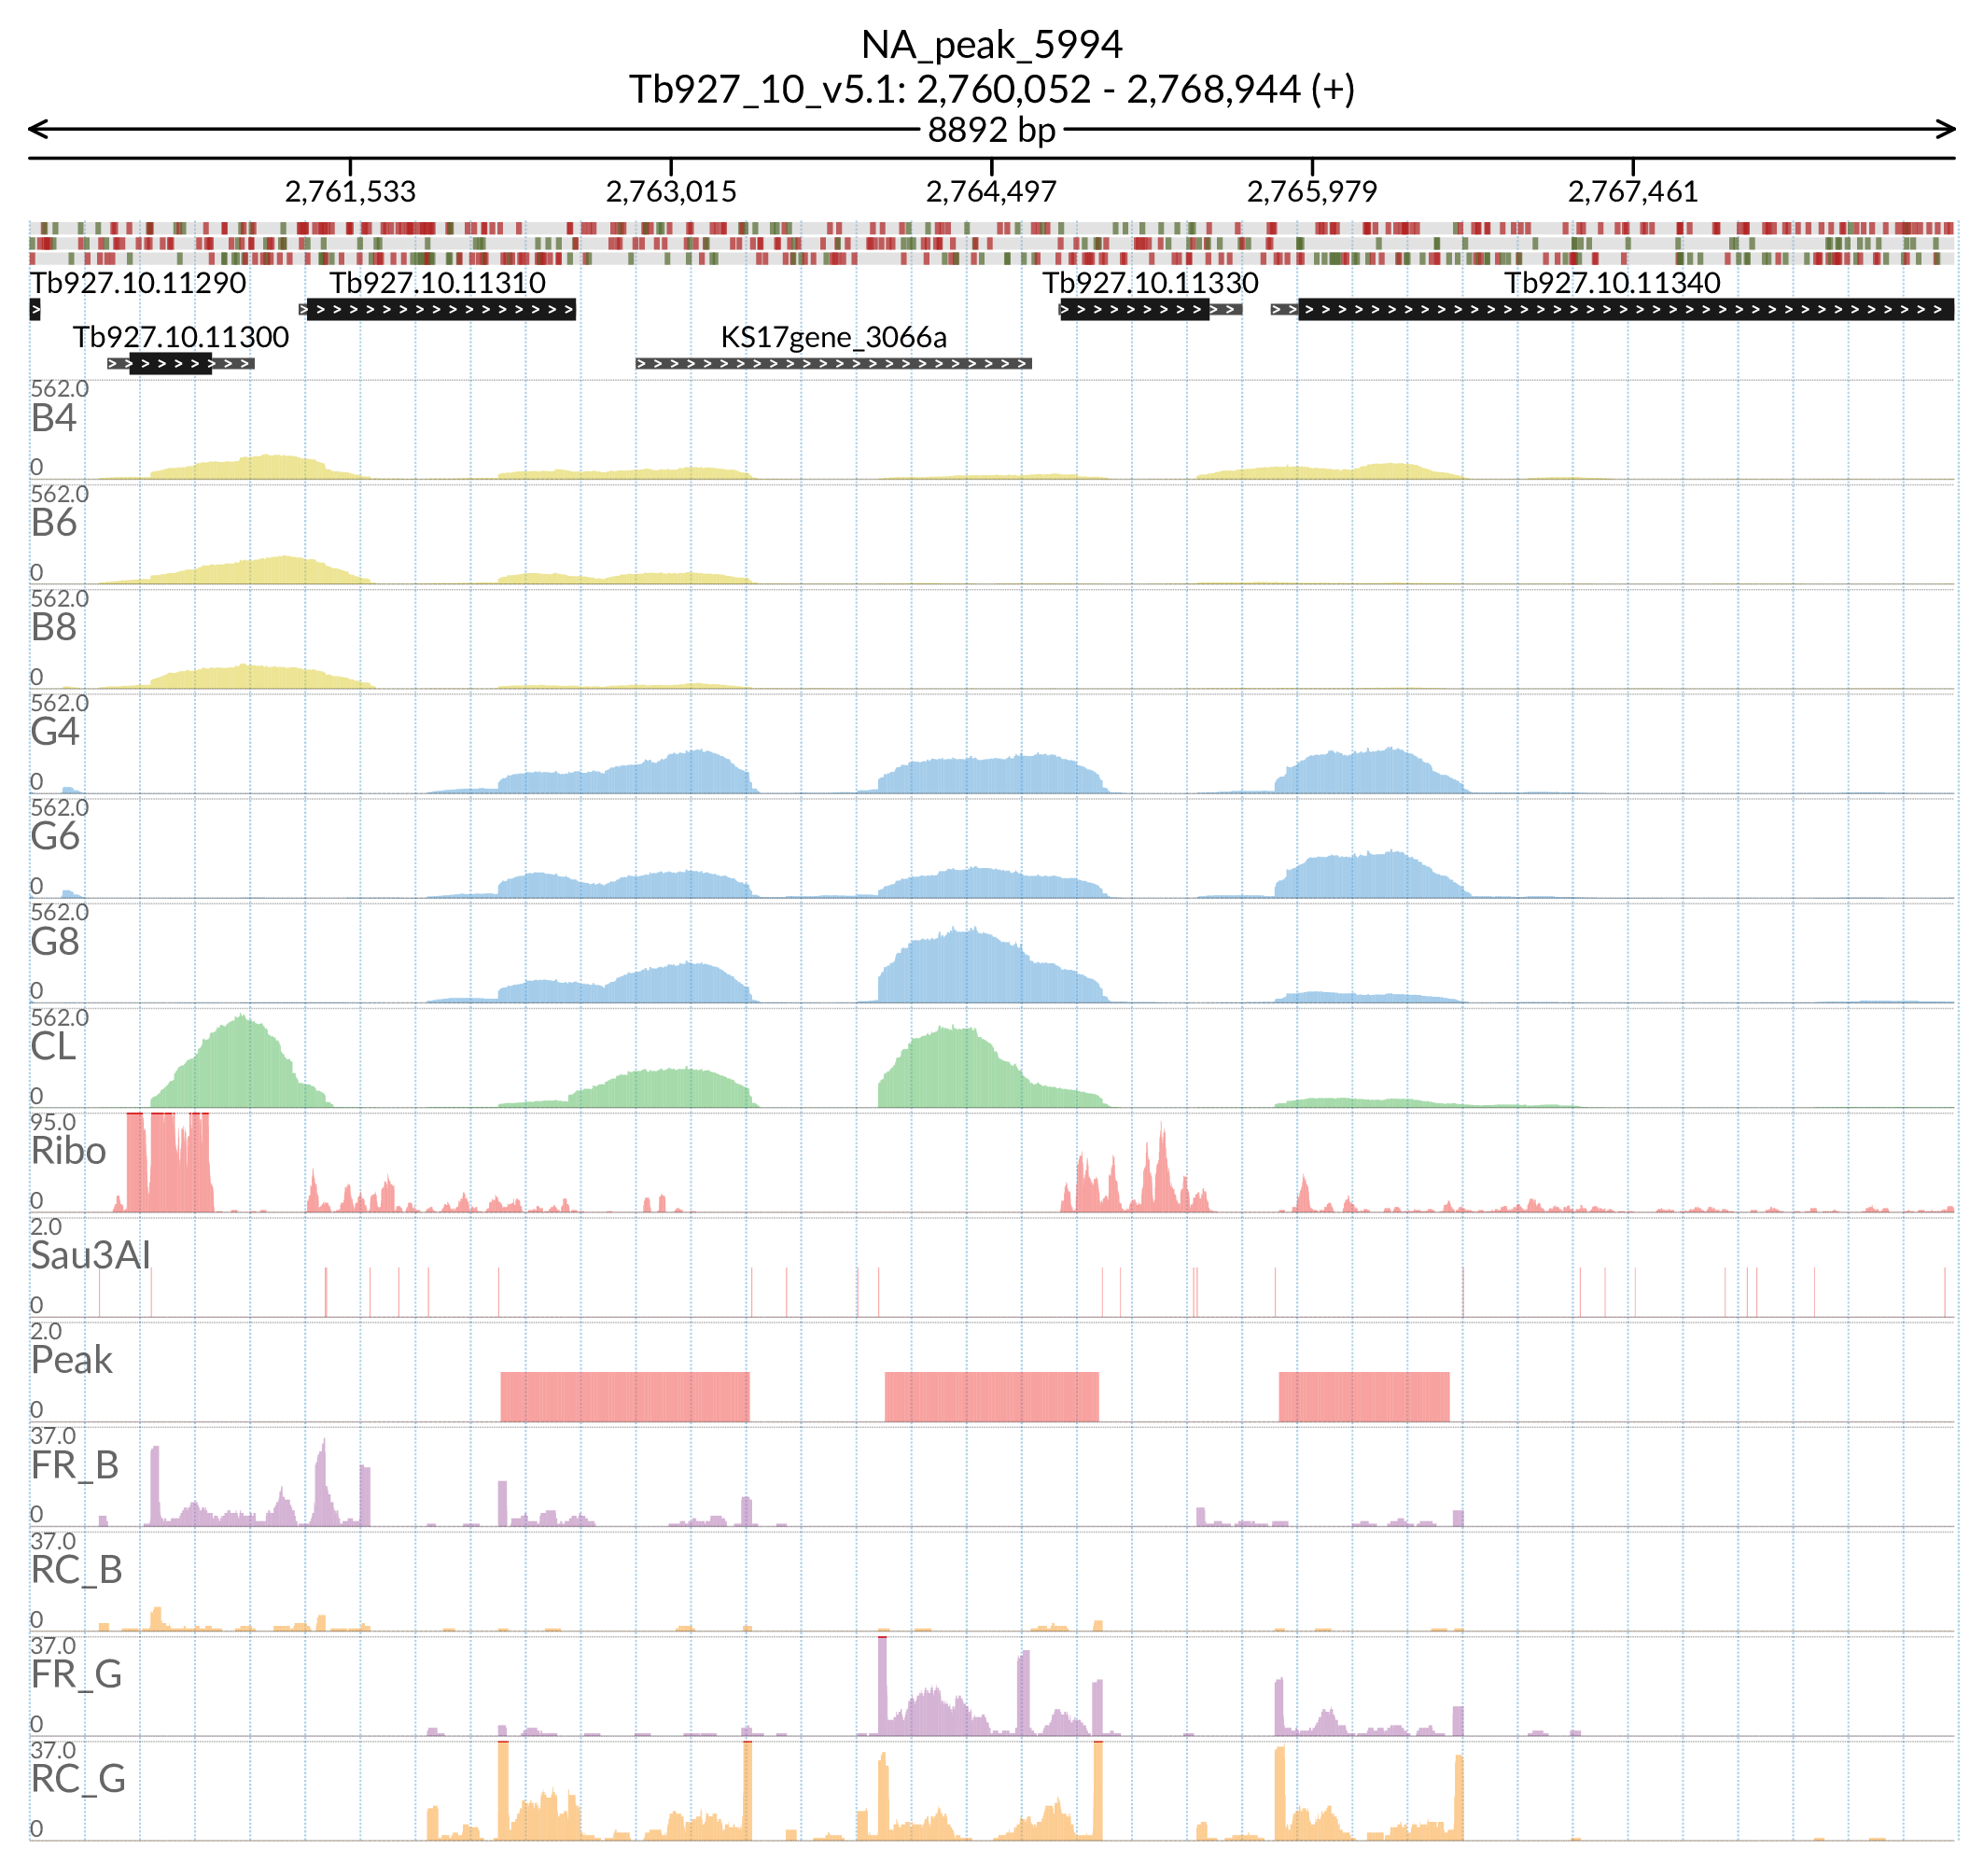 NA_peak_5994
Tb927_10_v5.1: 2,760,052 - 2,768,944 (+)
8892 bp
2,761,533 2,763,015 2,764,497 2,765,979 2,767,461
Tb927.10.11290 Tb927.10.11310 Tb927.10.11330 Tb927.10.11340
Tb927.10.11300 KS17gene_3066a
562.0
B4
0
562.0
B6
0
562.0
B8
0
562.0
G4
0
562.0
G6
0
562.0
G8
0
562.0
CL
0
95.0
Ribo
0
2.0
Sau3AI
0
2.0
Peak
0
37.0
FR_B
0
37.0
RC_B
0
37.0
FR_G
0
37.0
RC_G
0